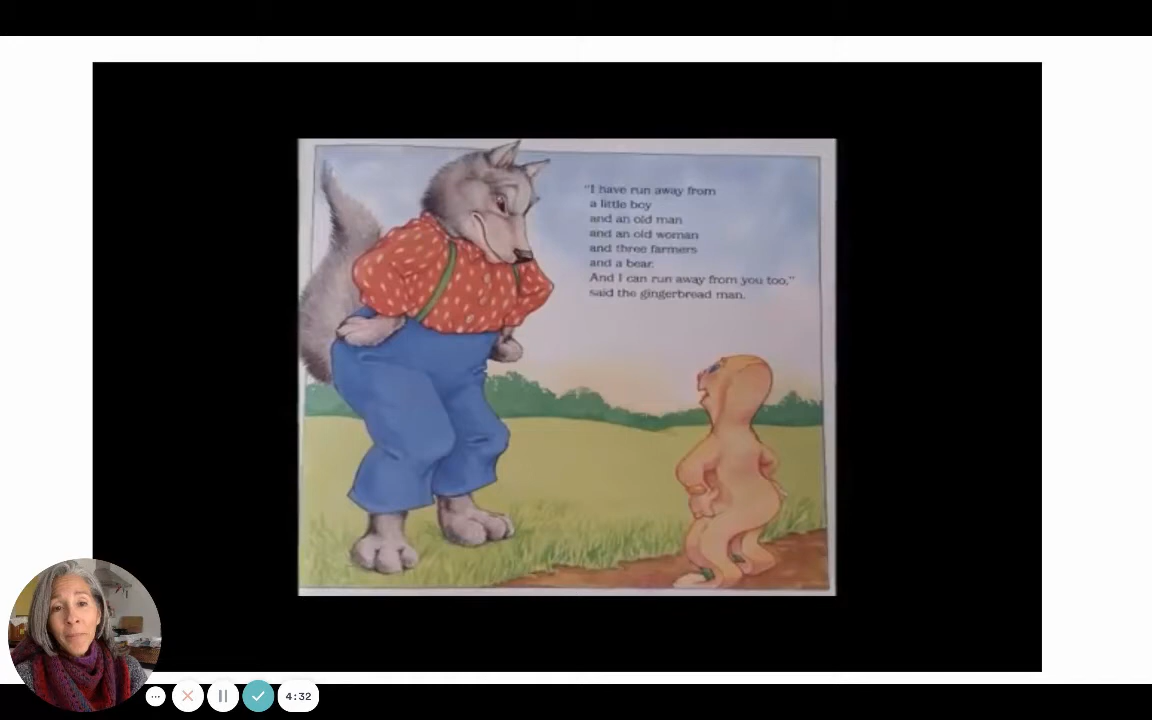 "I have run away from
a little boy
and an old man
and an old woman
and three farmers
and a bear.
And I can run away from you too,"
said the gingerbread man.
4:32